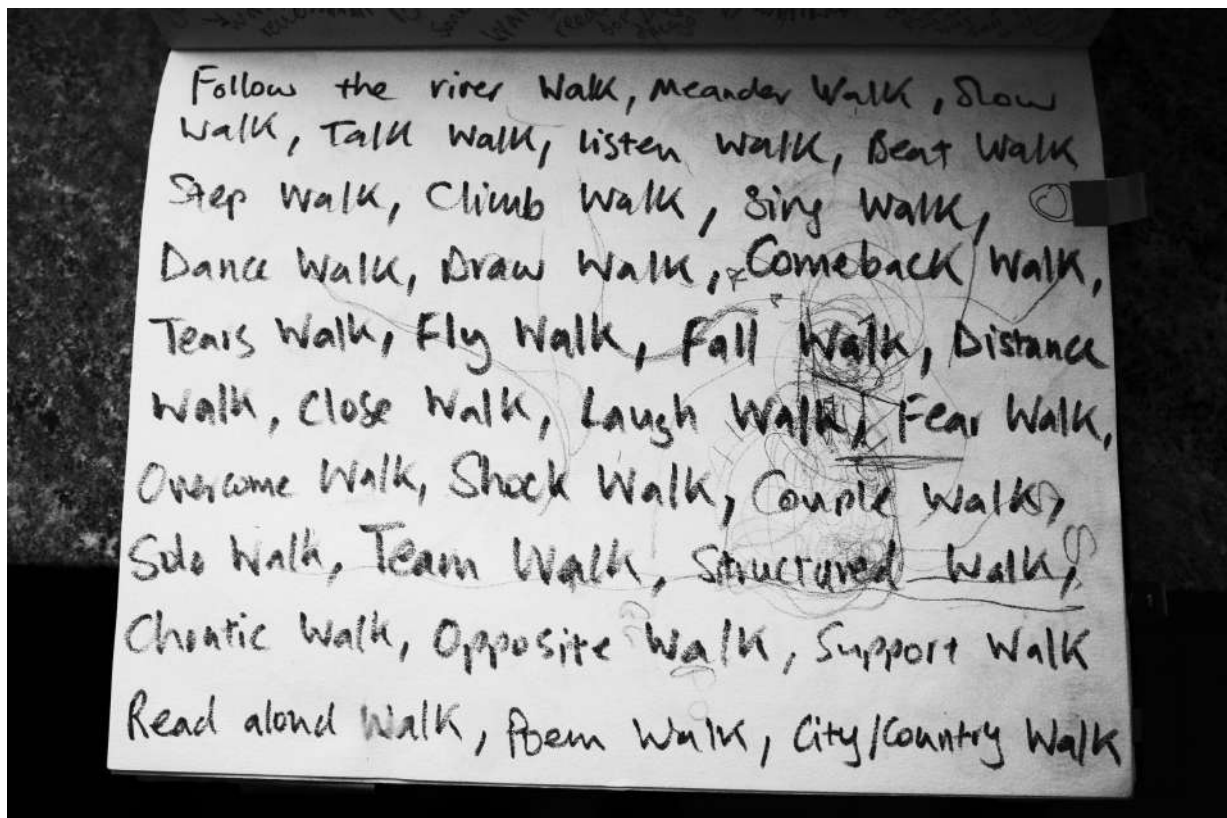 Follow the river Walk, Meander Walk, Slow
Walk, Talk Walk, listen Walk, Beat Walk
Step Walk, Climb Walk, Sing Walk,
Dance Walk, Draw Walk, Comeback Walk,
Tears Walk, Fly Walk, Fall Walk, Distance
Walk, Close Walk, Laugh Walk, Fear Walk,
Overcome Walk, Shock Walk, Couple Walk,
Solo Walk, Team Walk, Structured Walk,
Choatic Walk, Opposite Walk, Support Walk
Read aloud Walk, Poem Walk, City/Country Walk